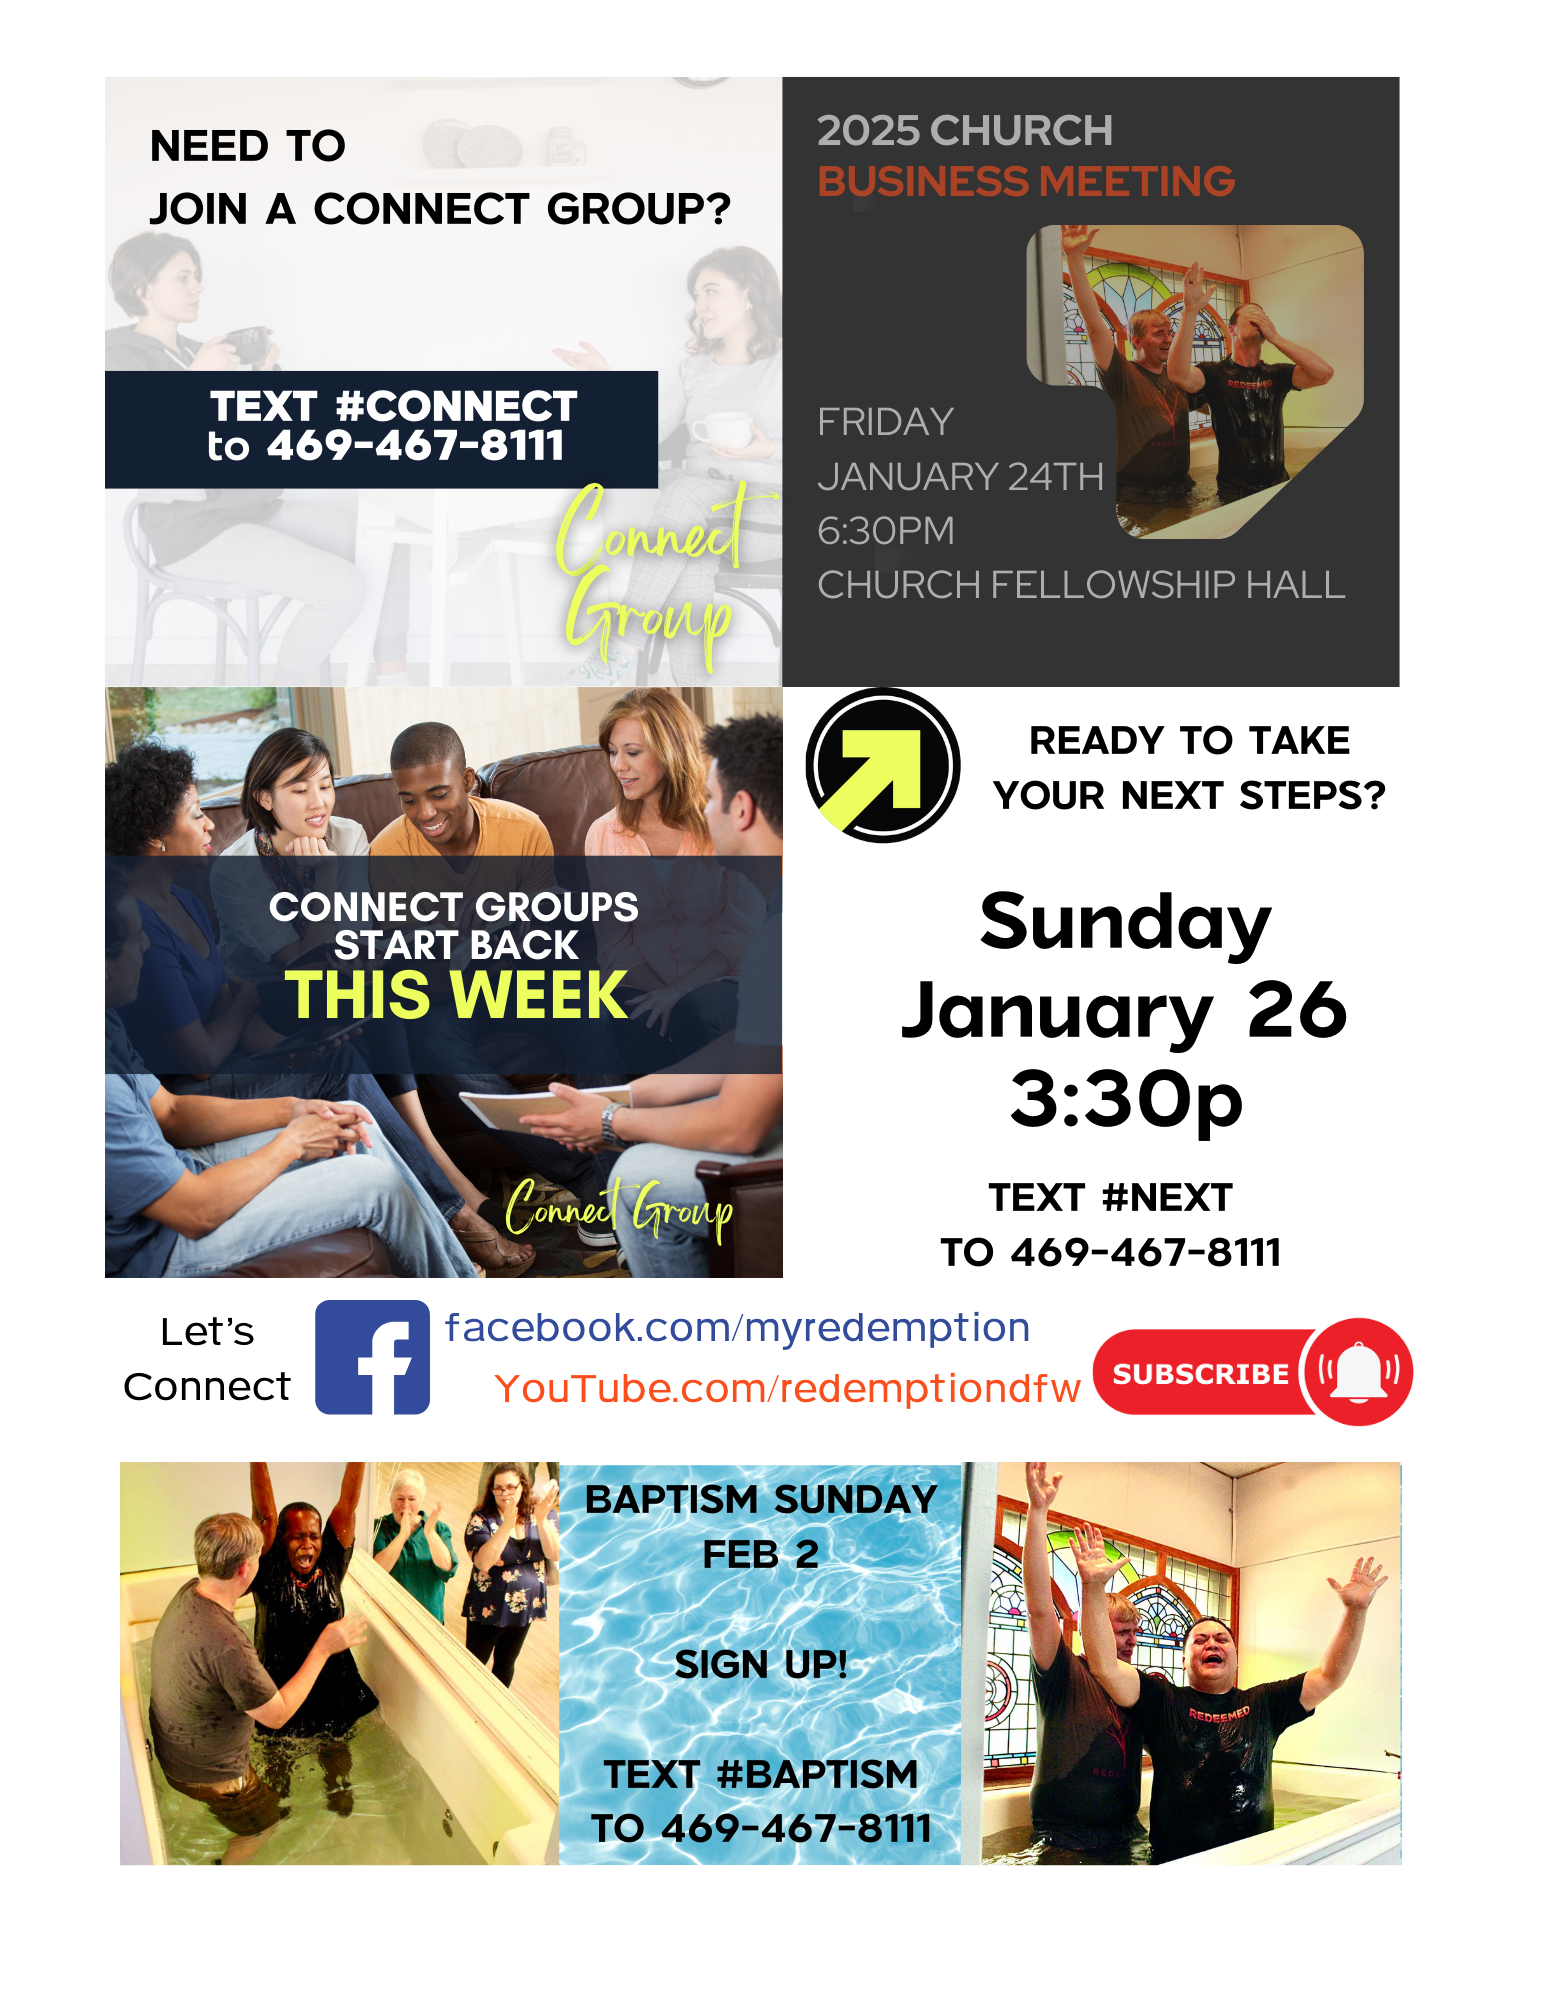 NEED TO
JOIN A CONNECT GROUP?
TEXT #CONNECT
to 469-467-8111
Connect
Group
2025 CHURCH
BUSINESS MEETING
REDEEMED
FRIDAY
JANUARY 24TH
6:30PM
CHURCH FELLOWSHIP HALL
CONNECT GROUPS
START BACK
THIS WEEK
Connect Group
READY TO TAKE
YOUR NEXT STEPS?
Sunday
January 26
3:30p
TEXT #NEXT
TO 469-467-8111
Let's
Connect
facebook.com/myredemption
YouTube.com/redemptiondfw
SUBSCRIBE
BAPTISM SUNDAY
FEB 2
SIGN UP!
TEXT #BAPTISM
TO 469-467-8111
REDEEMED